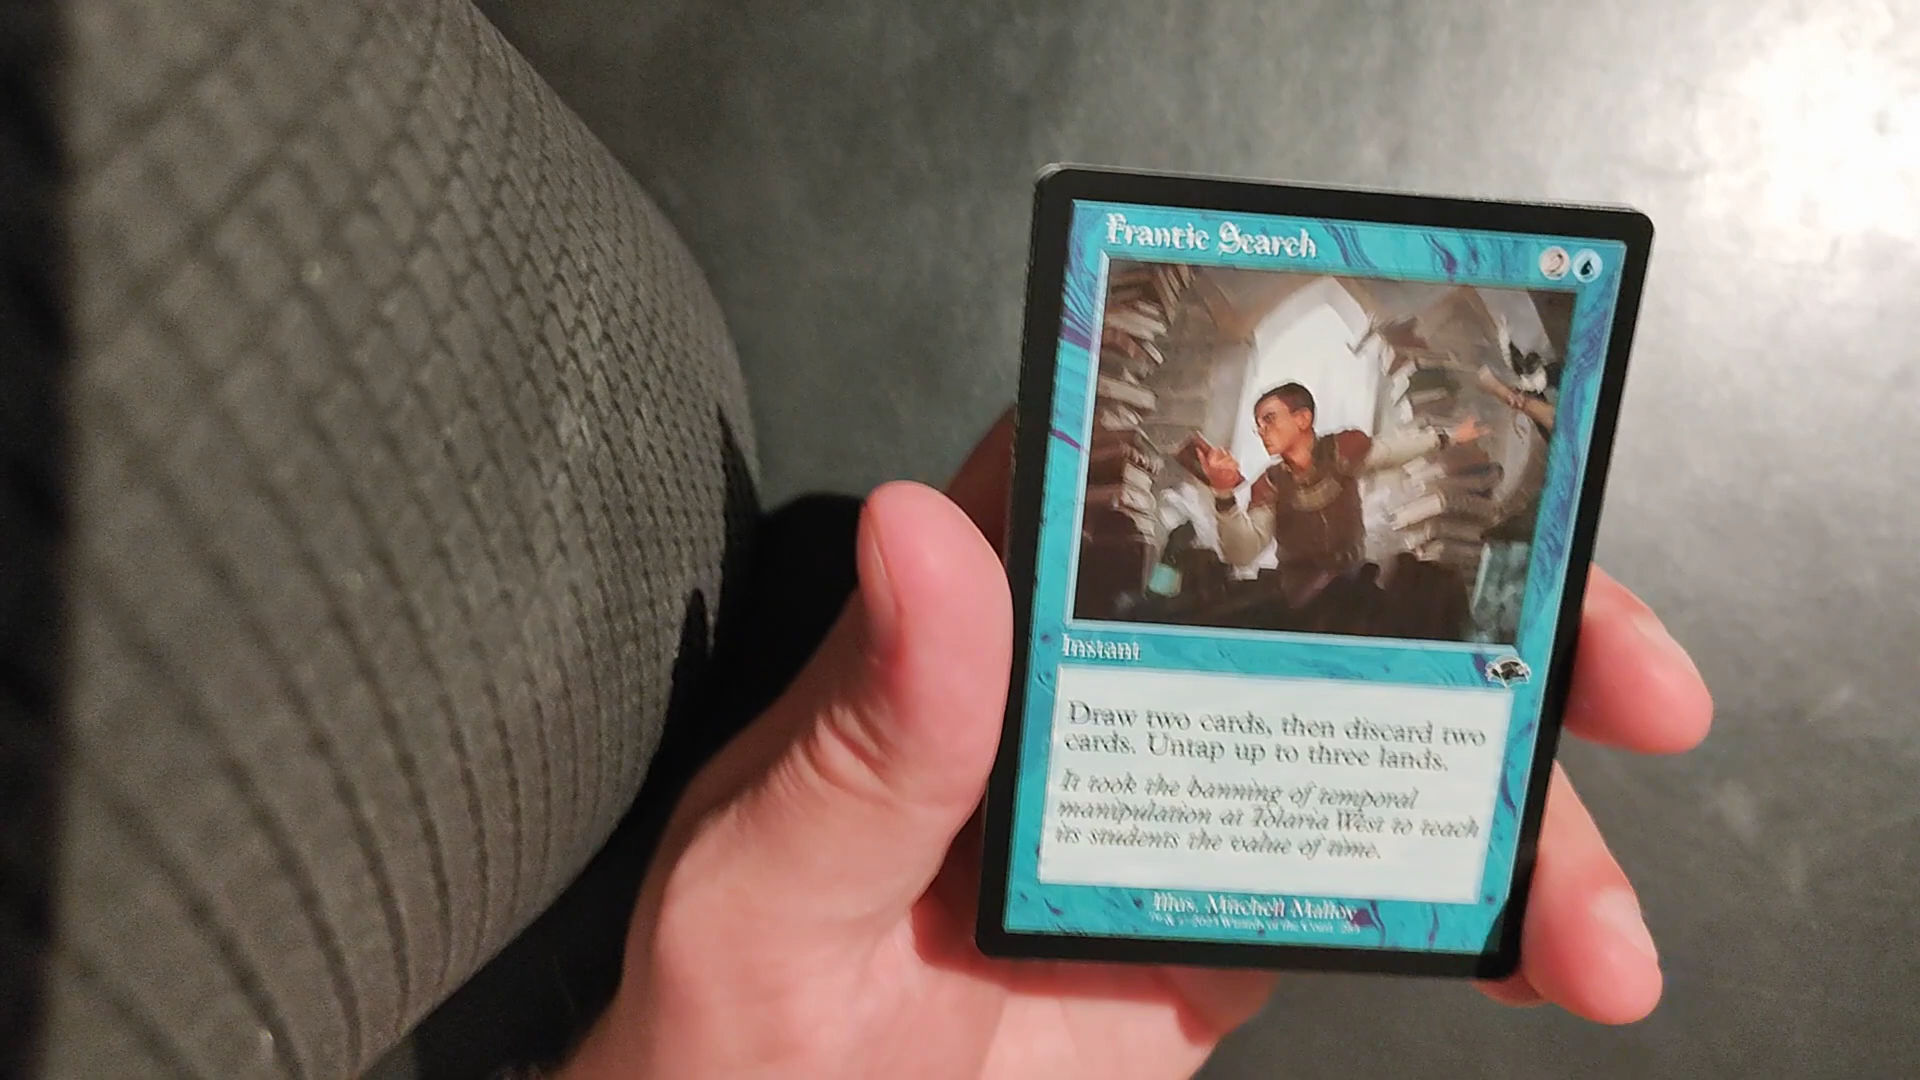 Frantic Search
2
Instant
Draw two cards, then discard two
cards. Untap up to three lands.
It took the banning of temporal
manipulation at Tolaria West to teach
its students the value of time.
Illus. Mitchell Malloy
Wizards of the Coast